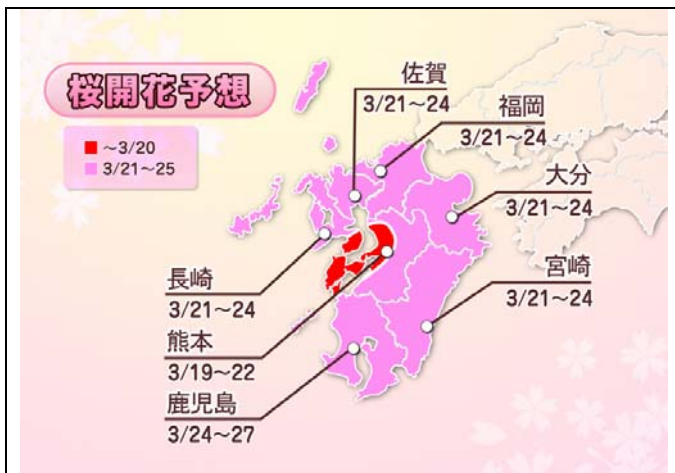 桜開花予想
～3/20
3/21～25
佐賀
3/21～24
福岡
3/21～24
大分
3/21～24
宮崎
3/21～24
長崎
3/21～24
熊本
3/19～22
鹿児島
3/24～27